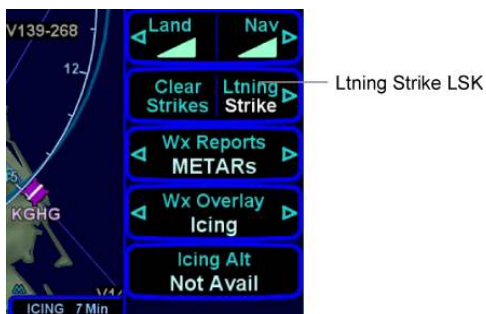 V139-268
Land
Nav
12
Clear Strikes
Ltning Strike
Ltning Strike LSK
Wx Reports
METARs
KGHG
Wx Overlay
Icing
Icing Alt
Not Avail
ICING 7 Min